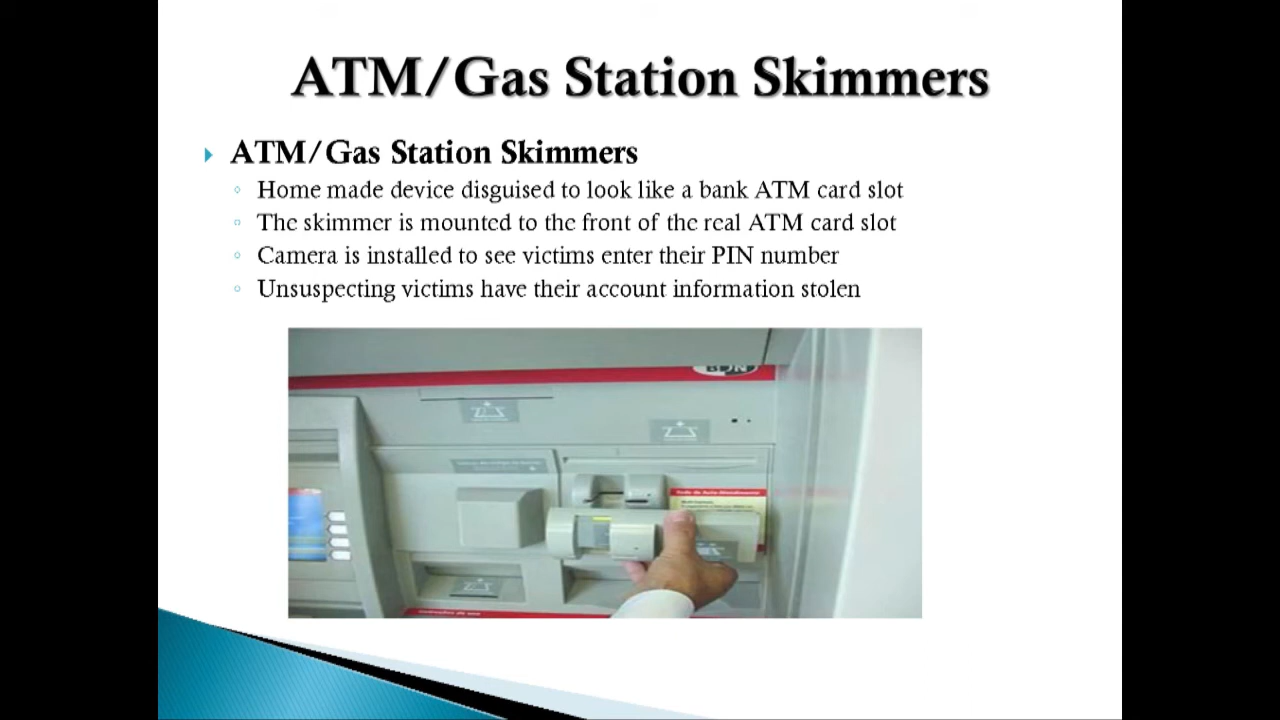 ATM/Gas Station Skimmers
ATM/Gas Station Skimmers
Home made device disguised to look like a bank ATM card slot
The skimmer is mounted to the front of the real ATM card slot
Camera is installed to see victims enter their PIN number
Unsuspecting victims have their account information stolen